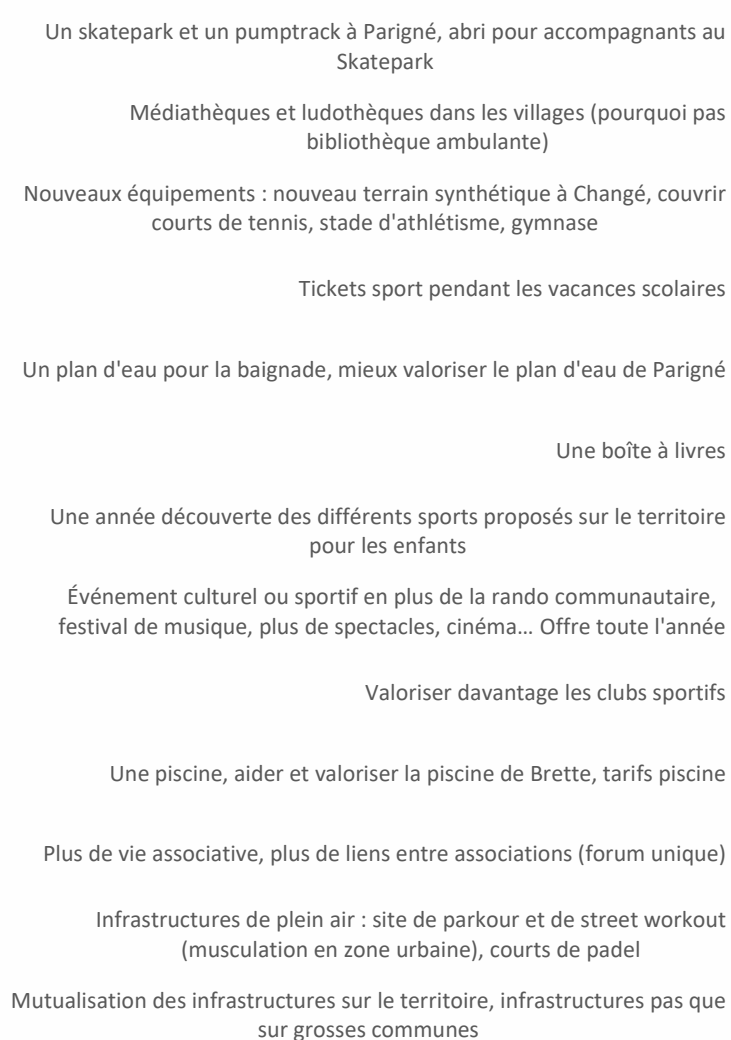 Un skatepark et un pumptrack à Parigné, abri pour accompagnants au
Skatepark
Médiathèques et ludothèques dans les villages (pourquoi pas
bibliothèque ambulante)
Nouveaux équipements : nouveau terrain synthétique à Changé, couvrir
courts de tennis, stade d'athlétisme, gymnase
Tickets sport pendant les vacances scolaires
Un plan d'eau pour la baignade, mieux valoriser le plan d'eau de Parigné
Une boîte à livres
Une année découverte des différents sports proposés sur le territoire
pour les enfants
Événement culturel ou sportif en plus de la rando communautaire,
festival de musique, plus de spectacles, cinéma… Offre toute l'année
Valoriser davantage les clubs sportifs
Une piscine, aider et valoriser la piscine de Brette, tarifs piscine
Plus de vie associative, plus de liens entre associations (forum unique)
Infrastructures de plein air : site de parkour et de street workout
(musculation en zone urbaine), courts de padel
Mutualisation des infrastructures sur le territoire, infrastructures pas que
sur grosses communes